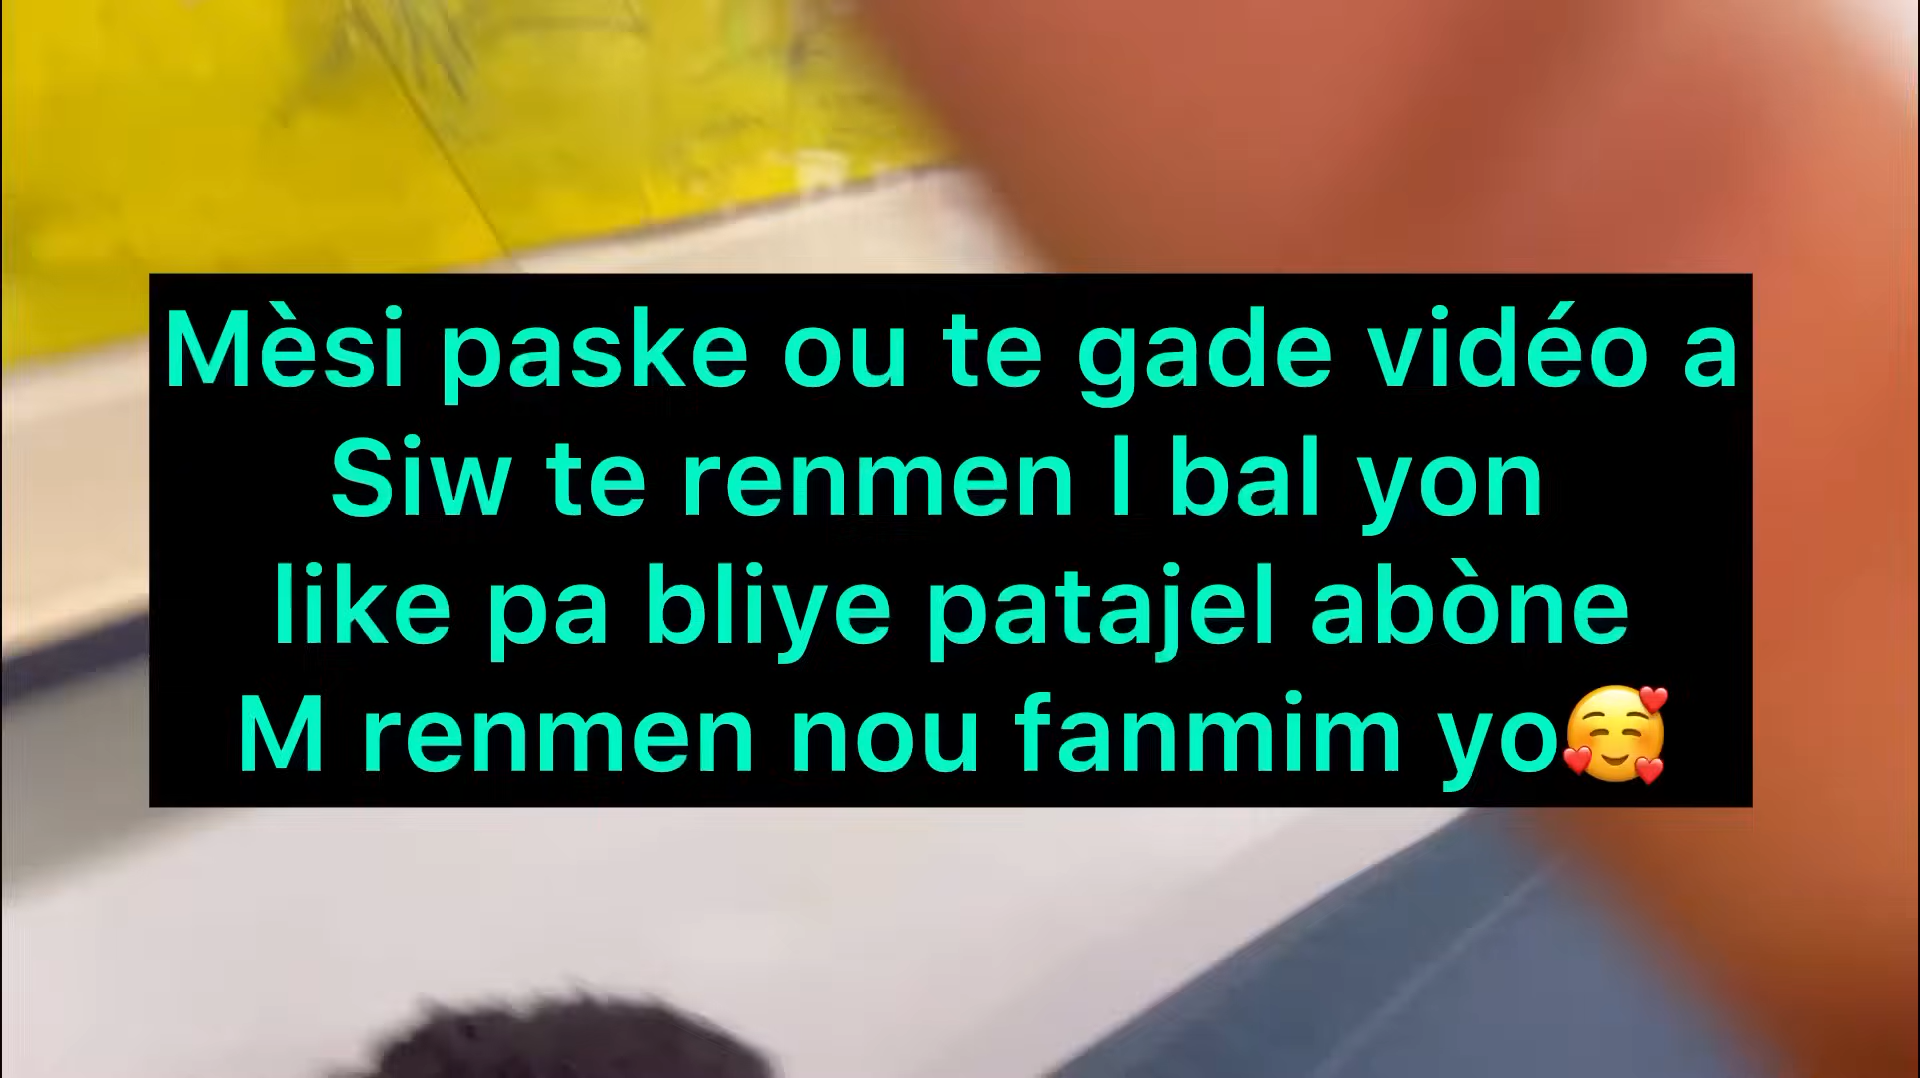 Mèsi paske ou te gade vidéo a
Siw te renmen l bal yon
like pa bliye patajel abòne
M renmen nou fanmim yo🥰